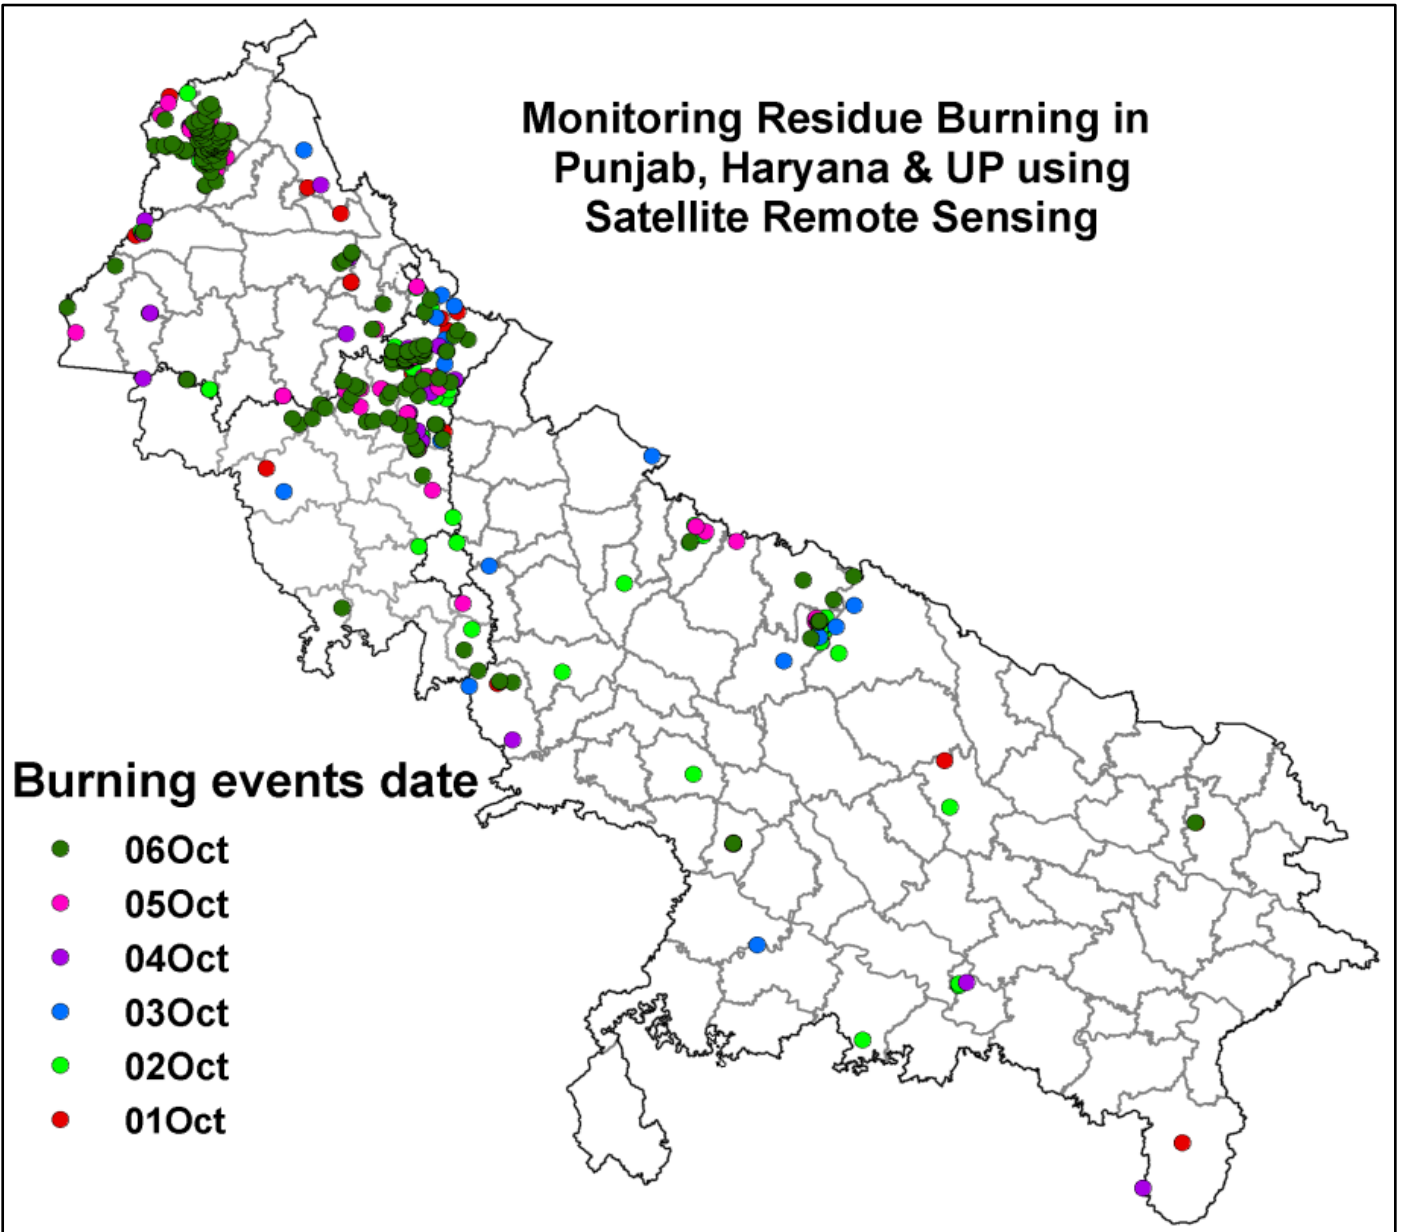 Monitoring Residue Burning in
Punjab, Haryana & UP using
Satellite Remote Sensing
Burning events date
06Oct
05Oct
04Oct
03Oct
02Oct
01Oct